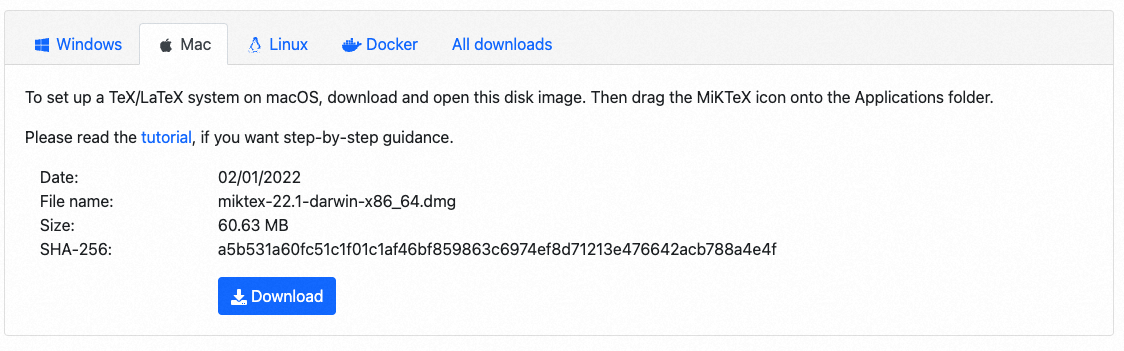 Windows Mac Linux Docker All downloads
To set up a TeX/LaTeX system on macOS, download and open this disk image. Then drag the MiKTeX icon onto the Applications folder.
Please read the tutorial, if you want step-by-step guidance.
Date: 02/01/2022
File name: miktex-22.1-darwin-x86_64.dmg
Size: 60.63 MB
SHA-256: a5b531a60fc51c1f01c1af46bf859863c6974ef8d71213e476642acb788a4e4f
Download